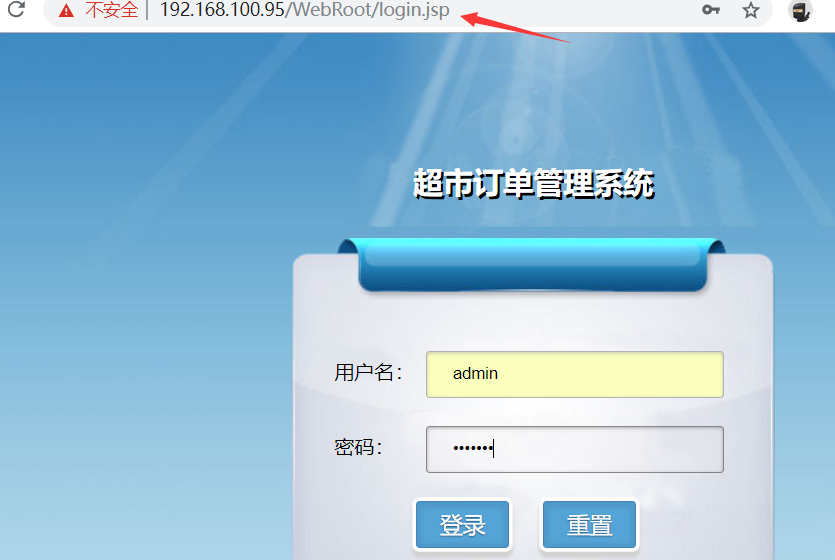 不安全 | 192.168.100.95/WebRoot/login.jsp
超市订单管理系统
用户名： admin
密码： •••••••
登录 重置